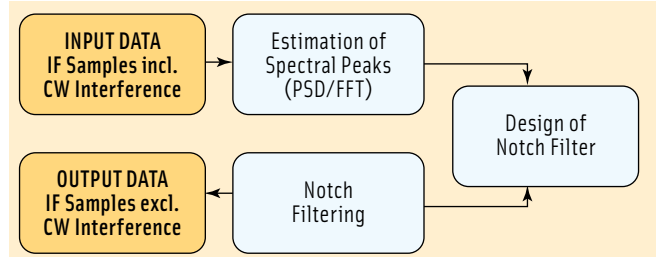 INPUT DATA
IF Samples incl.
CW Interference
Estimation of
Spectral Peaks
(PSD/FFT)
Design of
Notch Filter
OUTPUT DATA
IF Samples excl.
CW Interference
Notch
Filtering